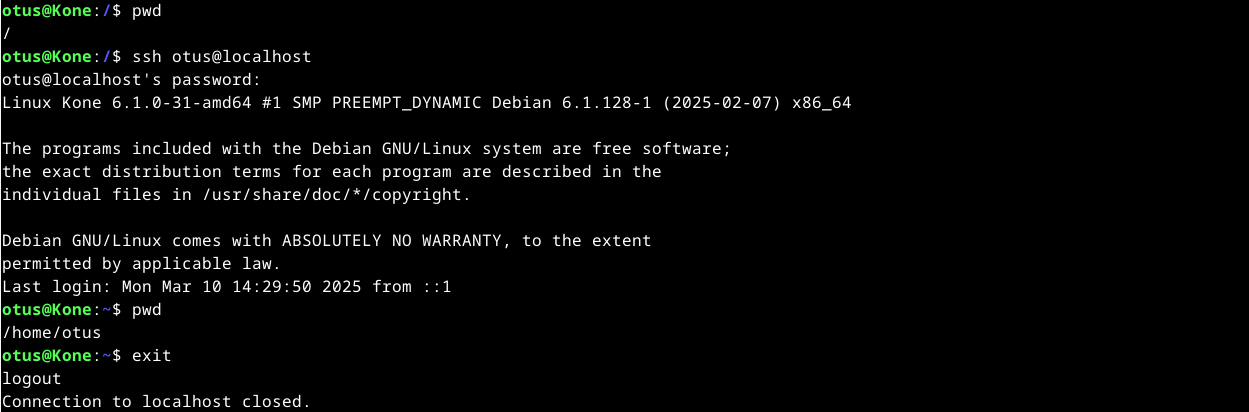 otus@Kone:/$ pwd
/
otus@Kone:/$ ssh otus@localhost
otus@localhost's password:
Linux Kone 6.1.0-31-amd64 #1 SMP PREEMPT_DYNAMIC Debian 6.1.128-1 (2025-02-07) x86_64

The programs included with the Debian GNU/Linux system are free software;
the exact distribution terms for each program are described in the
individual files in /usr/share/doc/*/copyright.

Debian GNU/Linux comes with ABSOLUTELY NO WARRANTY, to the extent
permitted by applicable law.
Last login: Mon Mar 10 14:29:50 2025 from ::1
otus@Kone:~$ pwd
/home/otus
otus@Kone:~$ exit
logout
Connection to localhost closed.